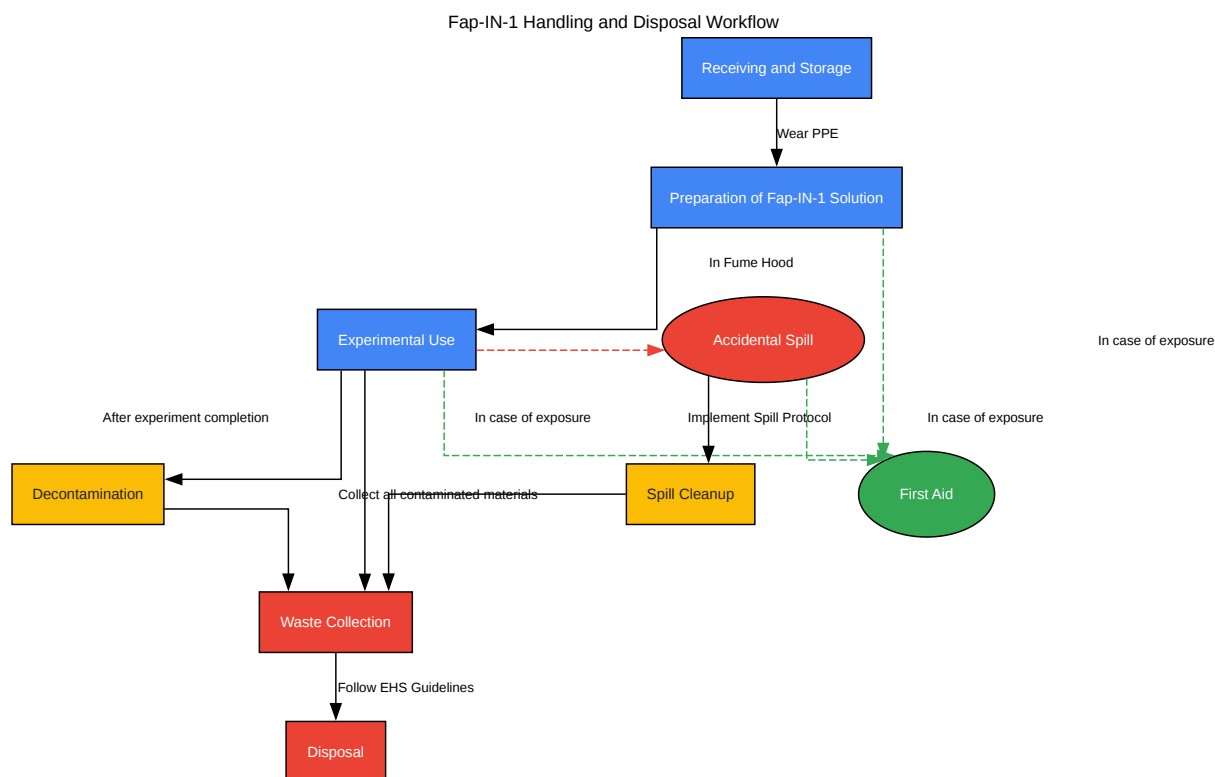 Fap-IN-1 Handling and Disposal Workflow
Receiving and Storage
Wear PPE
Preparation of Fap-IN-1 Solution
In Fume Hood
Experimental Use
Accidental Spill
In case of exposure
After experiment completion
In case of exposure
Implement Spill Protocol
In case of exposure
Decontamination
Collect all contaminated materials
Spill Cleanup
First Aid
Waste Collection
Follow EHS Guidelines
Disposal